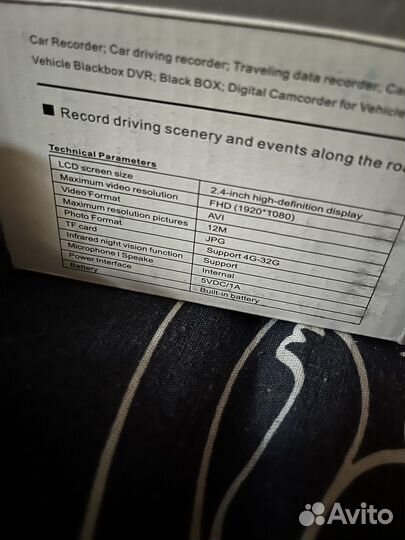 Car Recorder; Car driving recorder; Traveling data recorder; Ca
Vehicle Blackbox DVR; Black BOX; Digital Camcorder for Vehicle
■ Record driving scenery and events along the ro
Technical Parameters
LCD screen size 2.4-inch high-definition display
Maximum video resolution FHD (1920*1080)
Video Format AVI
Maximum resolution pictures 12M
Photo Format JPG
TF card Support 4G-32G
Infrared night vision function Support
Microphone I Speake Internal
Power Interface 5VDC/1A
Battery Built-in battery
Avito